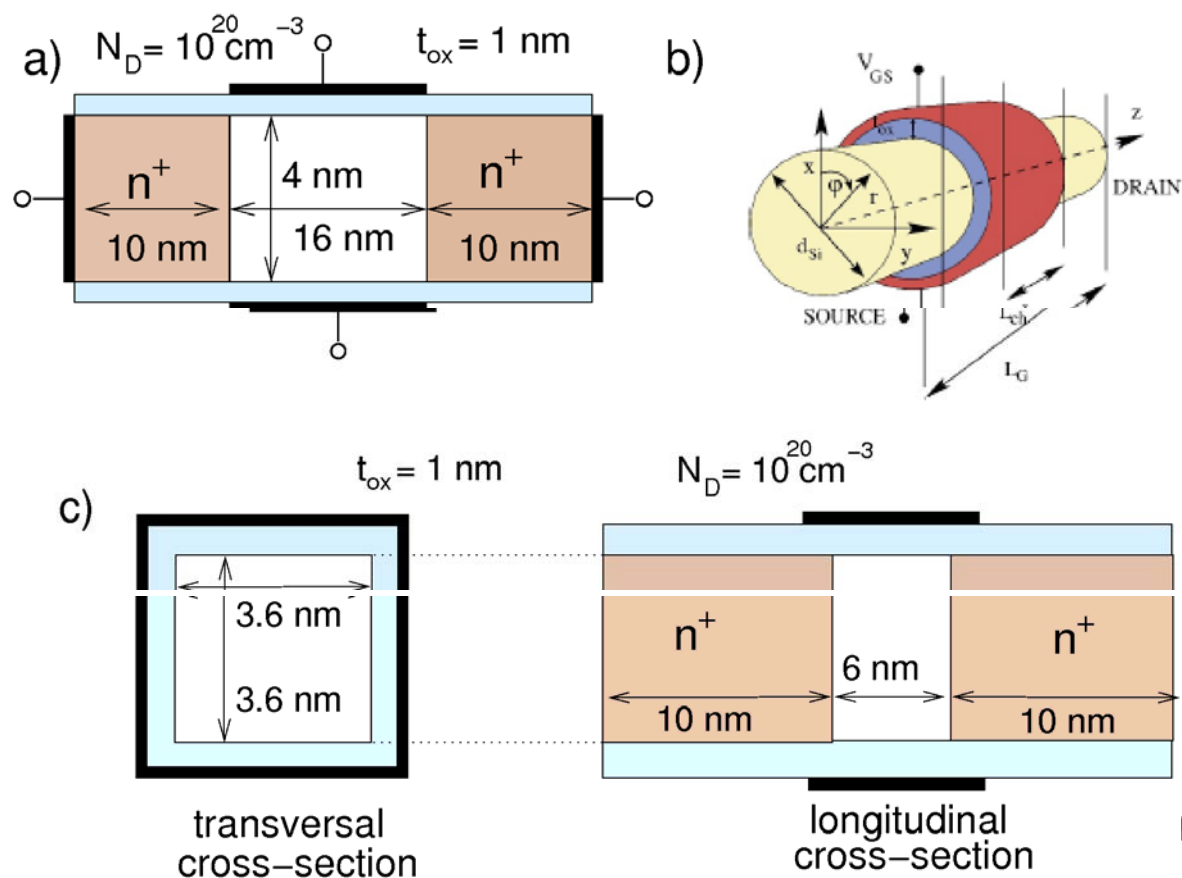 a)
N_D = 10^20 cm^−3
t_ox = 1 nm
n^+
4 nm
n^+
10 nm
16 nm
10 nm
b)
V_GS
t_ox
z
x
φ
r
DRAIN
d_Si
y
SOURCE
L_ch
L_G
c)
t_ox = 1 nm
N_D = 10^20 cm^−3
3.6 nm
3.6 nm
n^+
n^+
6 nm
10 nm
10 nm
transversal
cross−section
longitudinal
cross−section